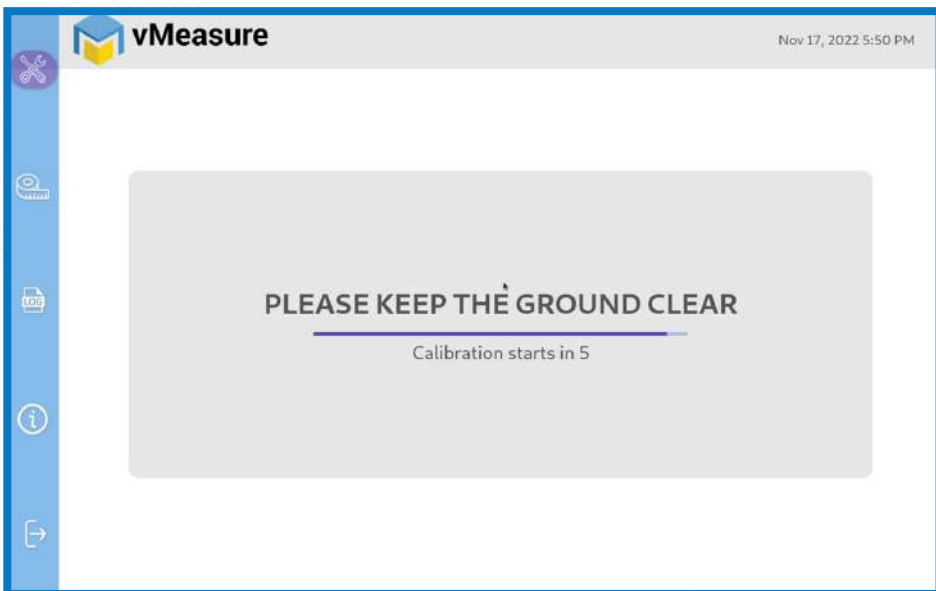 vMeasure
Nov 17, 2022 5:50 PM
LOG
PLEASE KEEP THE GROUND CLEAR
Calibration starts in 5